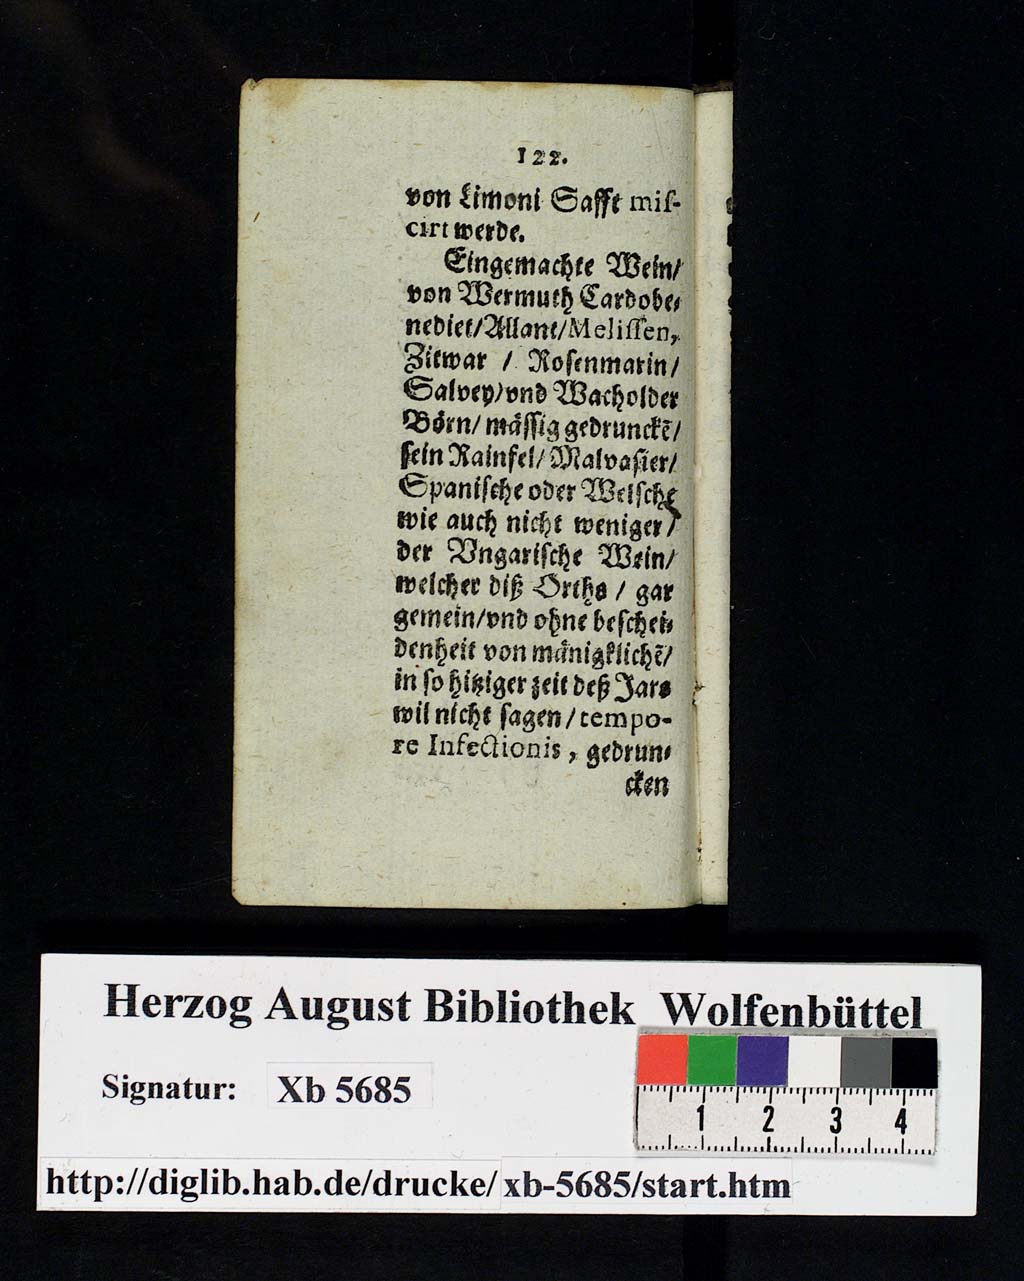 122.
von Limoni Safft miſ-
cirt werde.
Eingemachte Wein/
von Wermuth Cardobe-
nediet/Allant/Meliſſen,
Zitwar / Roſenmarin/
Salvey/vnd Wacholder
Börn/ mäſſig gedrunckẽ/
ſein Rainfel/ Malvaſier/
Spaniſche oder Welſche
wie auch nicht weniger/
der Vngariſche Wein/
welcher diß Orths / gar
gemein/vnd ohne beſchei-
denheit von mänigklichẽ/
in ſo hitziger zeit deß Jars
wil nicht ſagen/tempo-
re Infectionis, gedrun-
cken
Herzog August Bibliothek Wolfenbüttel
Signatur: Xb 5685
1 2 3 4
http://diglib.hab.de/drucke/xb-5685/start.htm